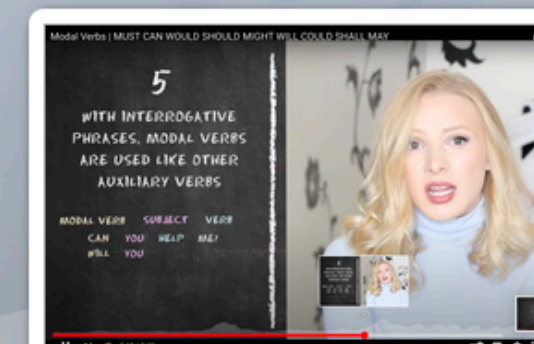 Modal Verbs | MUST CAN WOULD SHOULD MIGHT WILL COULD SHALL MAY
5
WITH INTERROGATIVE
PHRASES, MODAL VERBS
ARE USED LIKE OTHER
AUXILIARY VERBS
MODAL VERB SUBJECT VERB
CAN YOU HELP ME?
WILL YOU